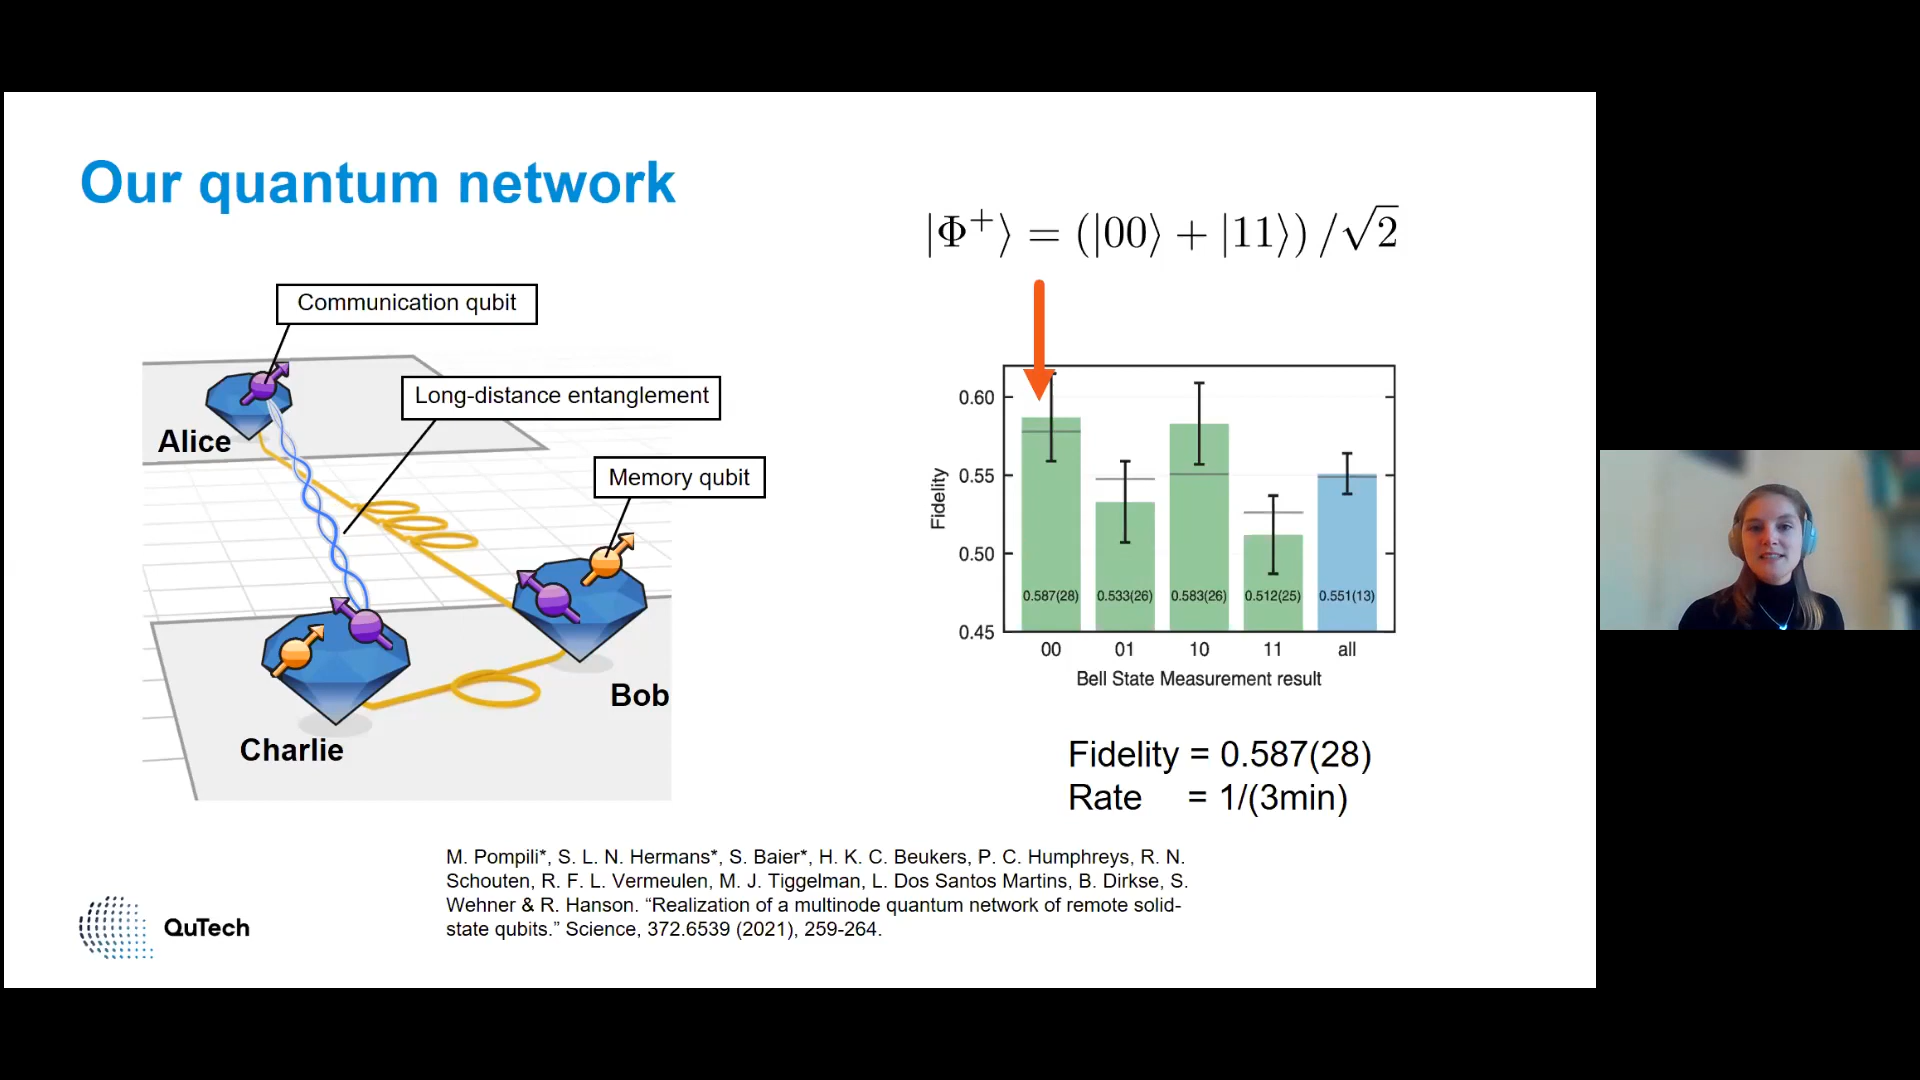 Our quantum network
|Φ⁺⟩ = (|00⟩ + |11⟩) /√2
Communication qubit
Long-distance entanglement
Memory qubit
Alice
Bob
Charlie
0.60
0.55
0.50
0.45
Fidelity
0.587(28) 0.533(26) 0.583(26) 0.512(25) 0.551(13)
00 01 10 11 all
Bell State Measurement result
Fidelity = 0.587(28)
Rate = 1/(3min)
M. Pompili*, S. L. N. Hermans*, S. Baier*, H. K. C. Beukers, P. C. Humphreys, R. N.
Schouten, R. F. L. Vermeulen, M. J. Tiggelman, L. Dos Santos Martins, B. Dirkse, S.
Wehner & R. Hanson. “Realization of a multinode quantum network of remote solid-
state qubits.” Science, 372.6539 (2021), 259-264.
QuTech